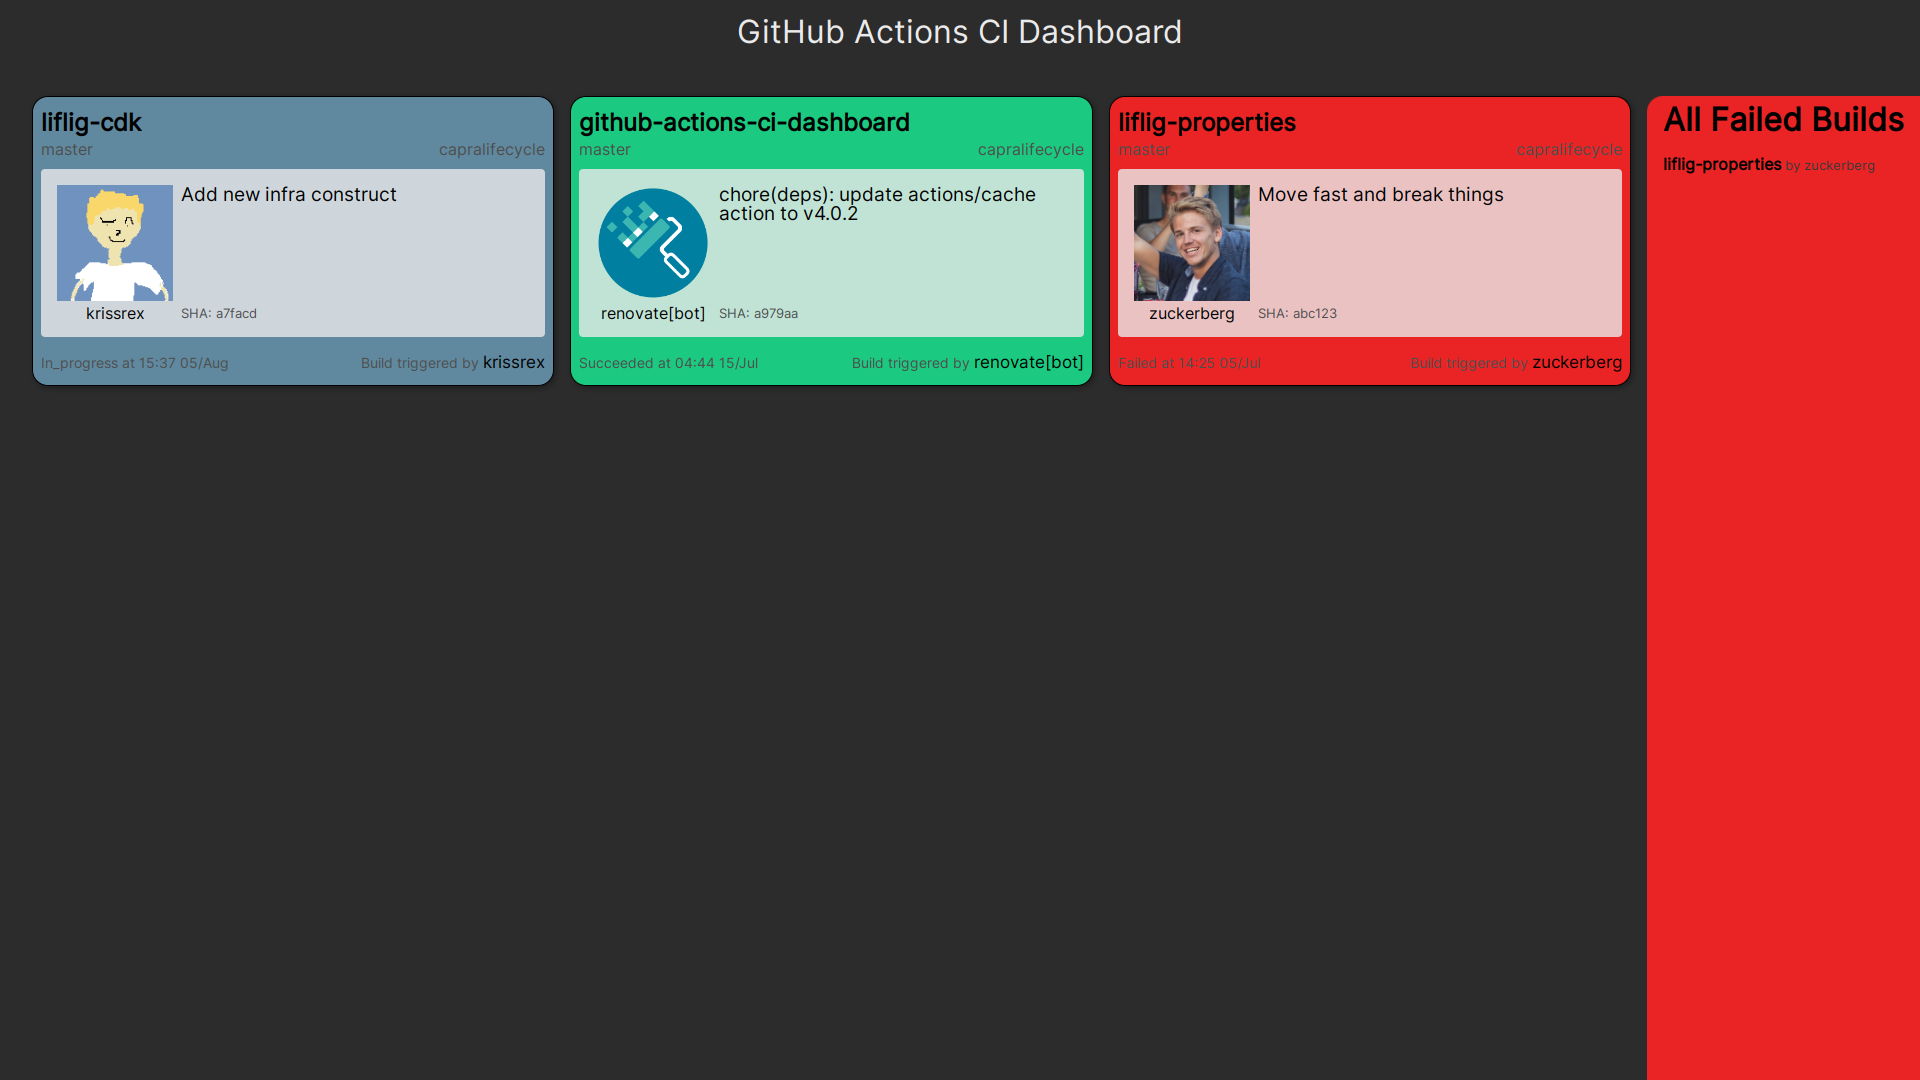 GitHub Actions CI Dashboard
liflig-cdk
master capralifecycle
Add new infra construct
krissrex SHA: a7facd
In_progress at 15:37 05/Aug Build triggered by krissrex
github-actions-ci-dashboard
master capralifecycle
chore(deps): update actions/cache
action to v4.0.2
renovate[bot] SHA: a979aa
Succeeded at 04:44 15/Jul Build triggered by renovate[bot]
liflig-properties
master capralifecycle
Move fast and break things
zuckerberg SHA: abc123
Failed at 14:25 05/Jul Build triggered by zuckerberg
All Failed Builds
liflig-properties by zuckerberg